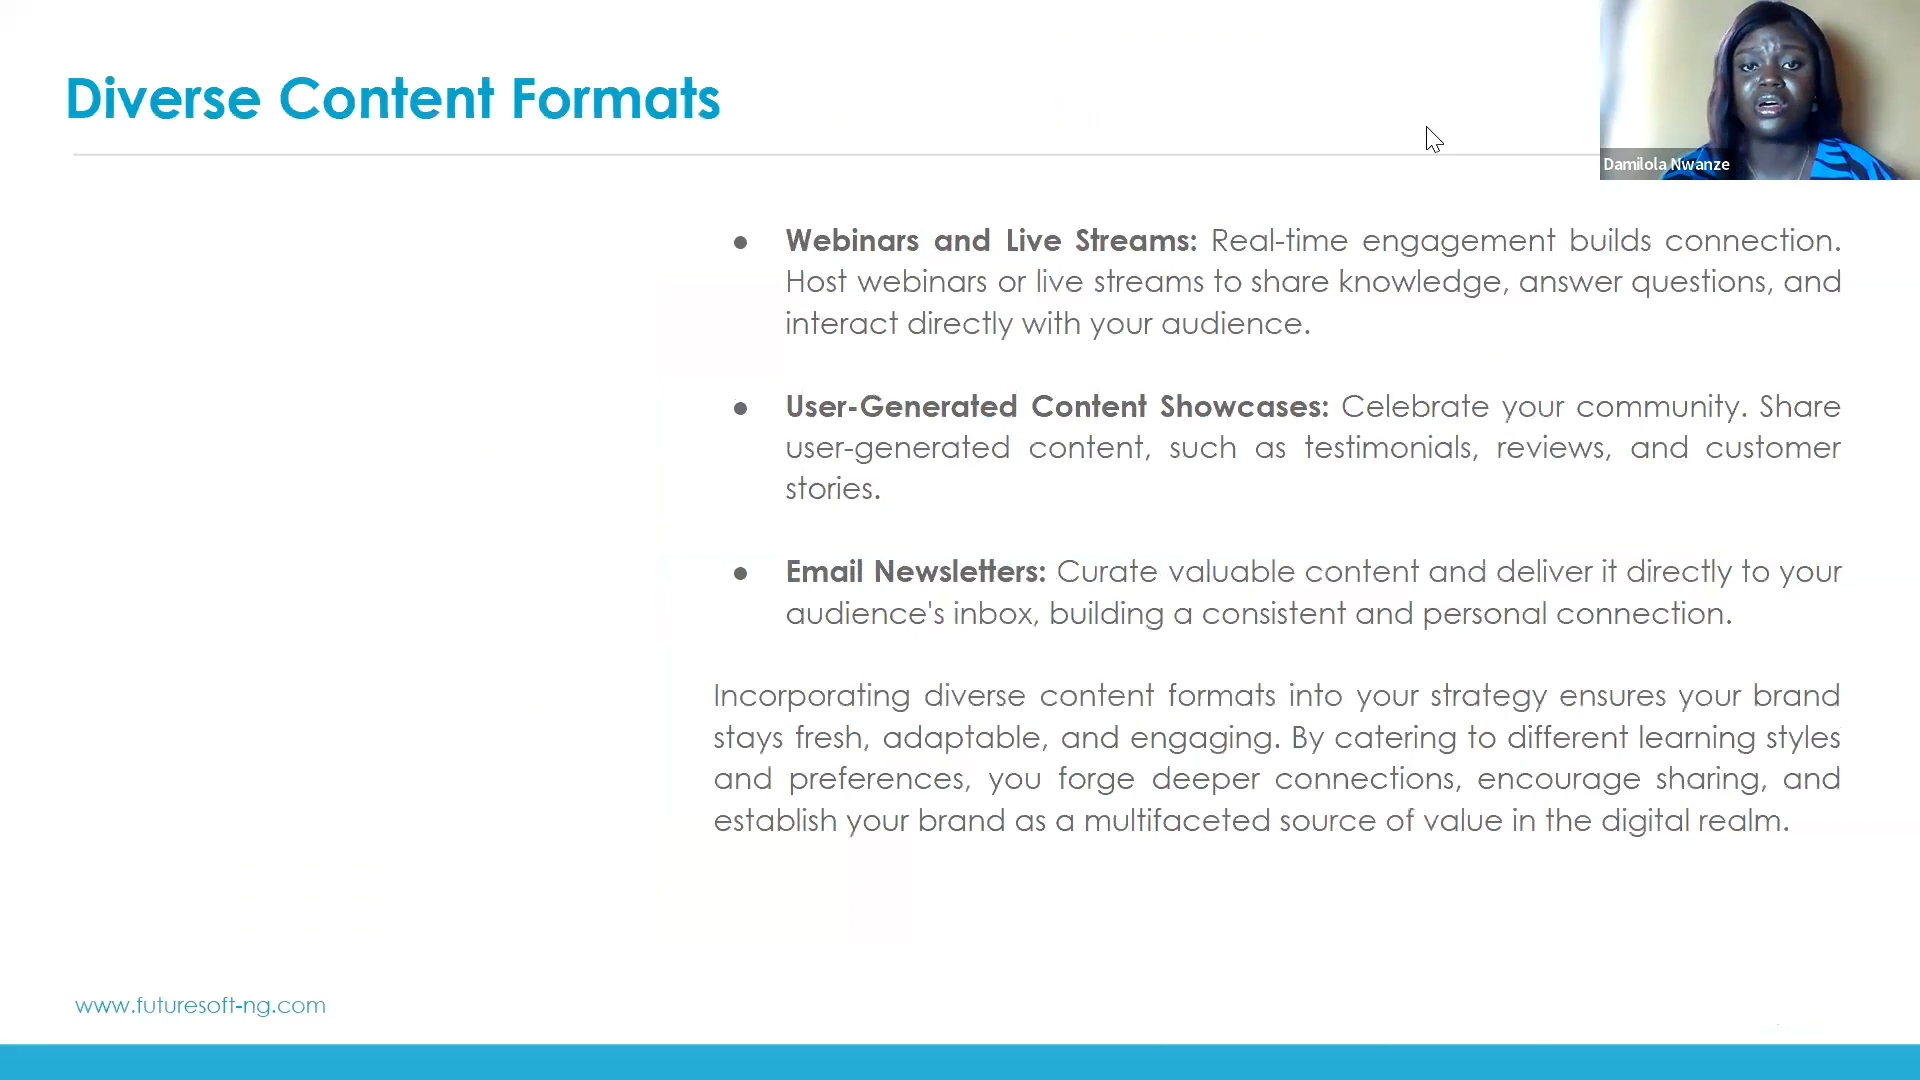 Diverse Content Formats
Damilola Nwanze
● Webinars and Live Streams: Real-time engagement builds connection.
Host webinars or live streams to share knowledge, answer questions, and
interact directly with your audience.
● User-Generated Content Showcases: Celebrate your community. Share
user-generated content, such as testimonials, reviews, and customer
stories.
● Email Newsletters: Curate valuable content and deliver it directly to your
audience's inbox, building a consistent and personal connection.
Incorporating diverse content formats into your strategy ensures your brand
stays fresh, adaptable, and engaging. By catering to different learning styles
and preferences, you forge deeper connections, encourage sharing, and
establish your brand as a multifaceted source of value in the digital realm.
www.futuresoft-ng.com